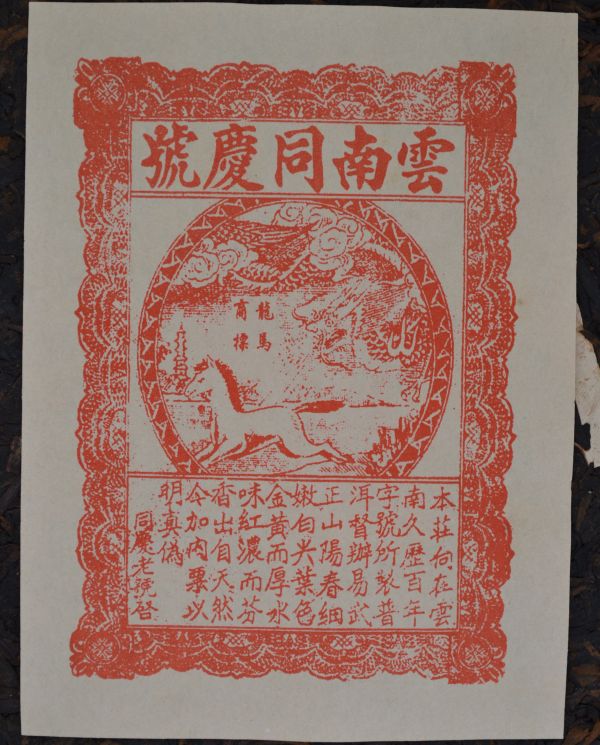 雲南同慶號
龍馬
商標
本莊向在雲
南久歷百年
字號所製普
洱督辦易武
正山陽春細
嫩白尖葉色
金黃而厚水
味紅濃而芬
香出自天然
今加內票以
明真偽
同慶老號啓